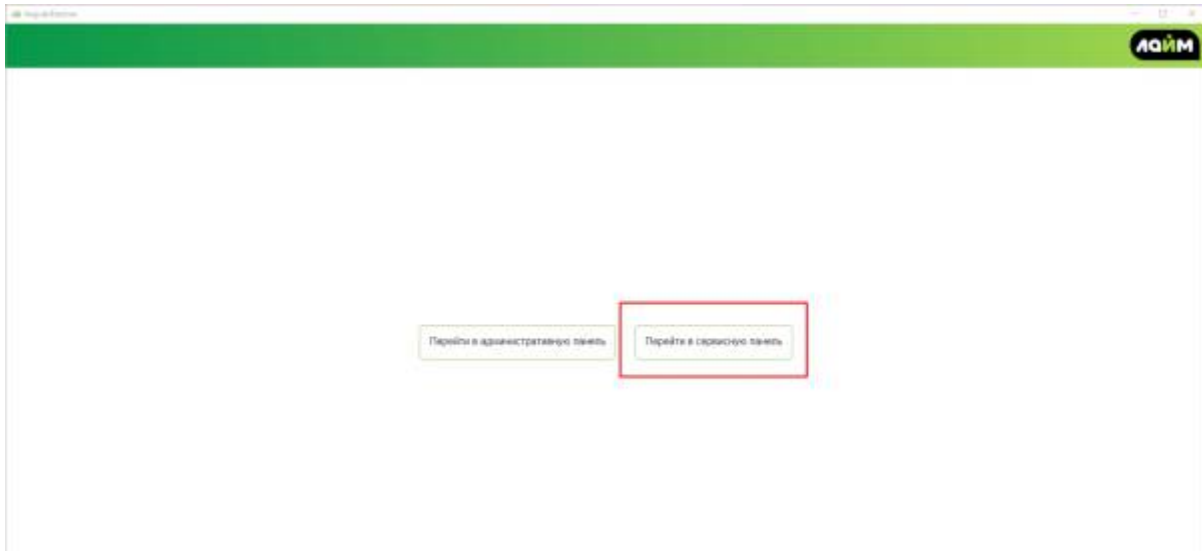 лайм
Перейти в административную панель
Перейти в сервисную панель